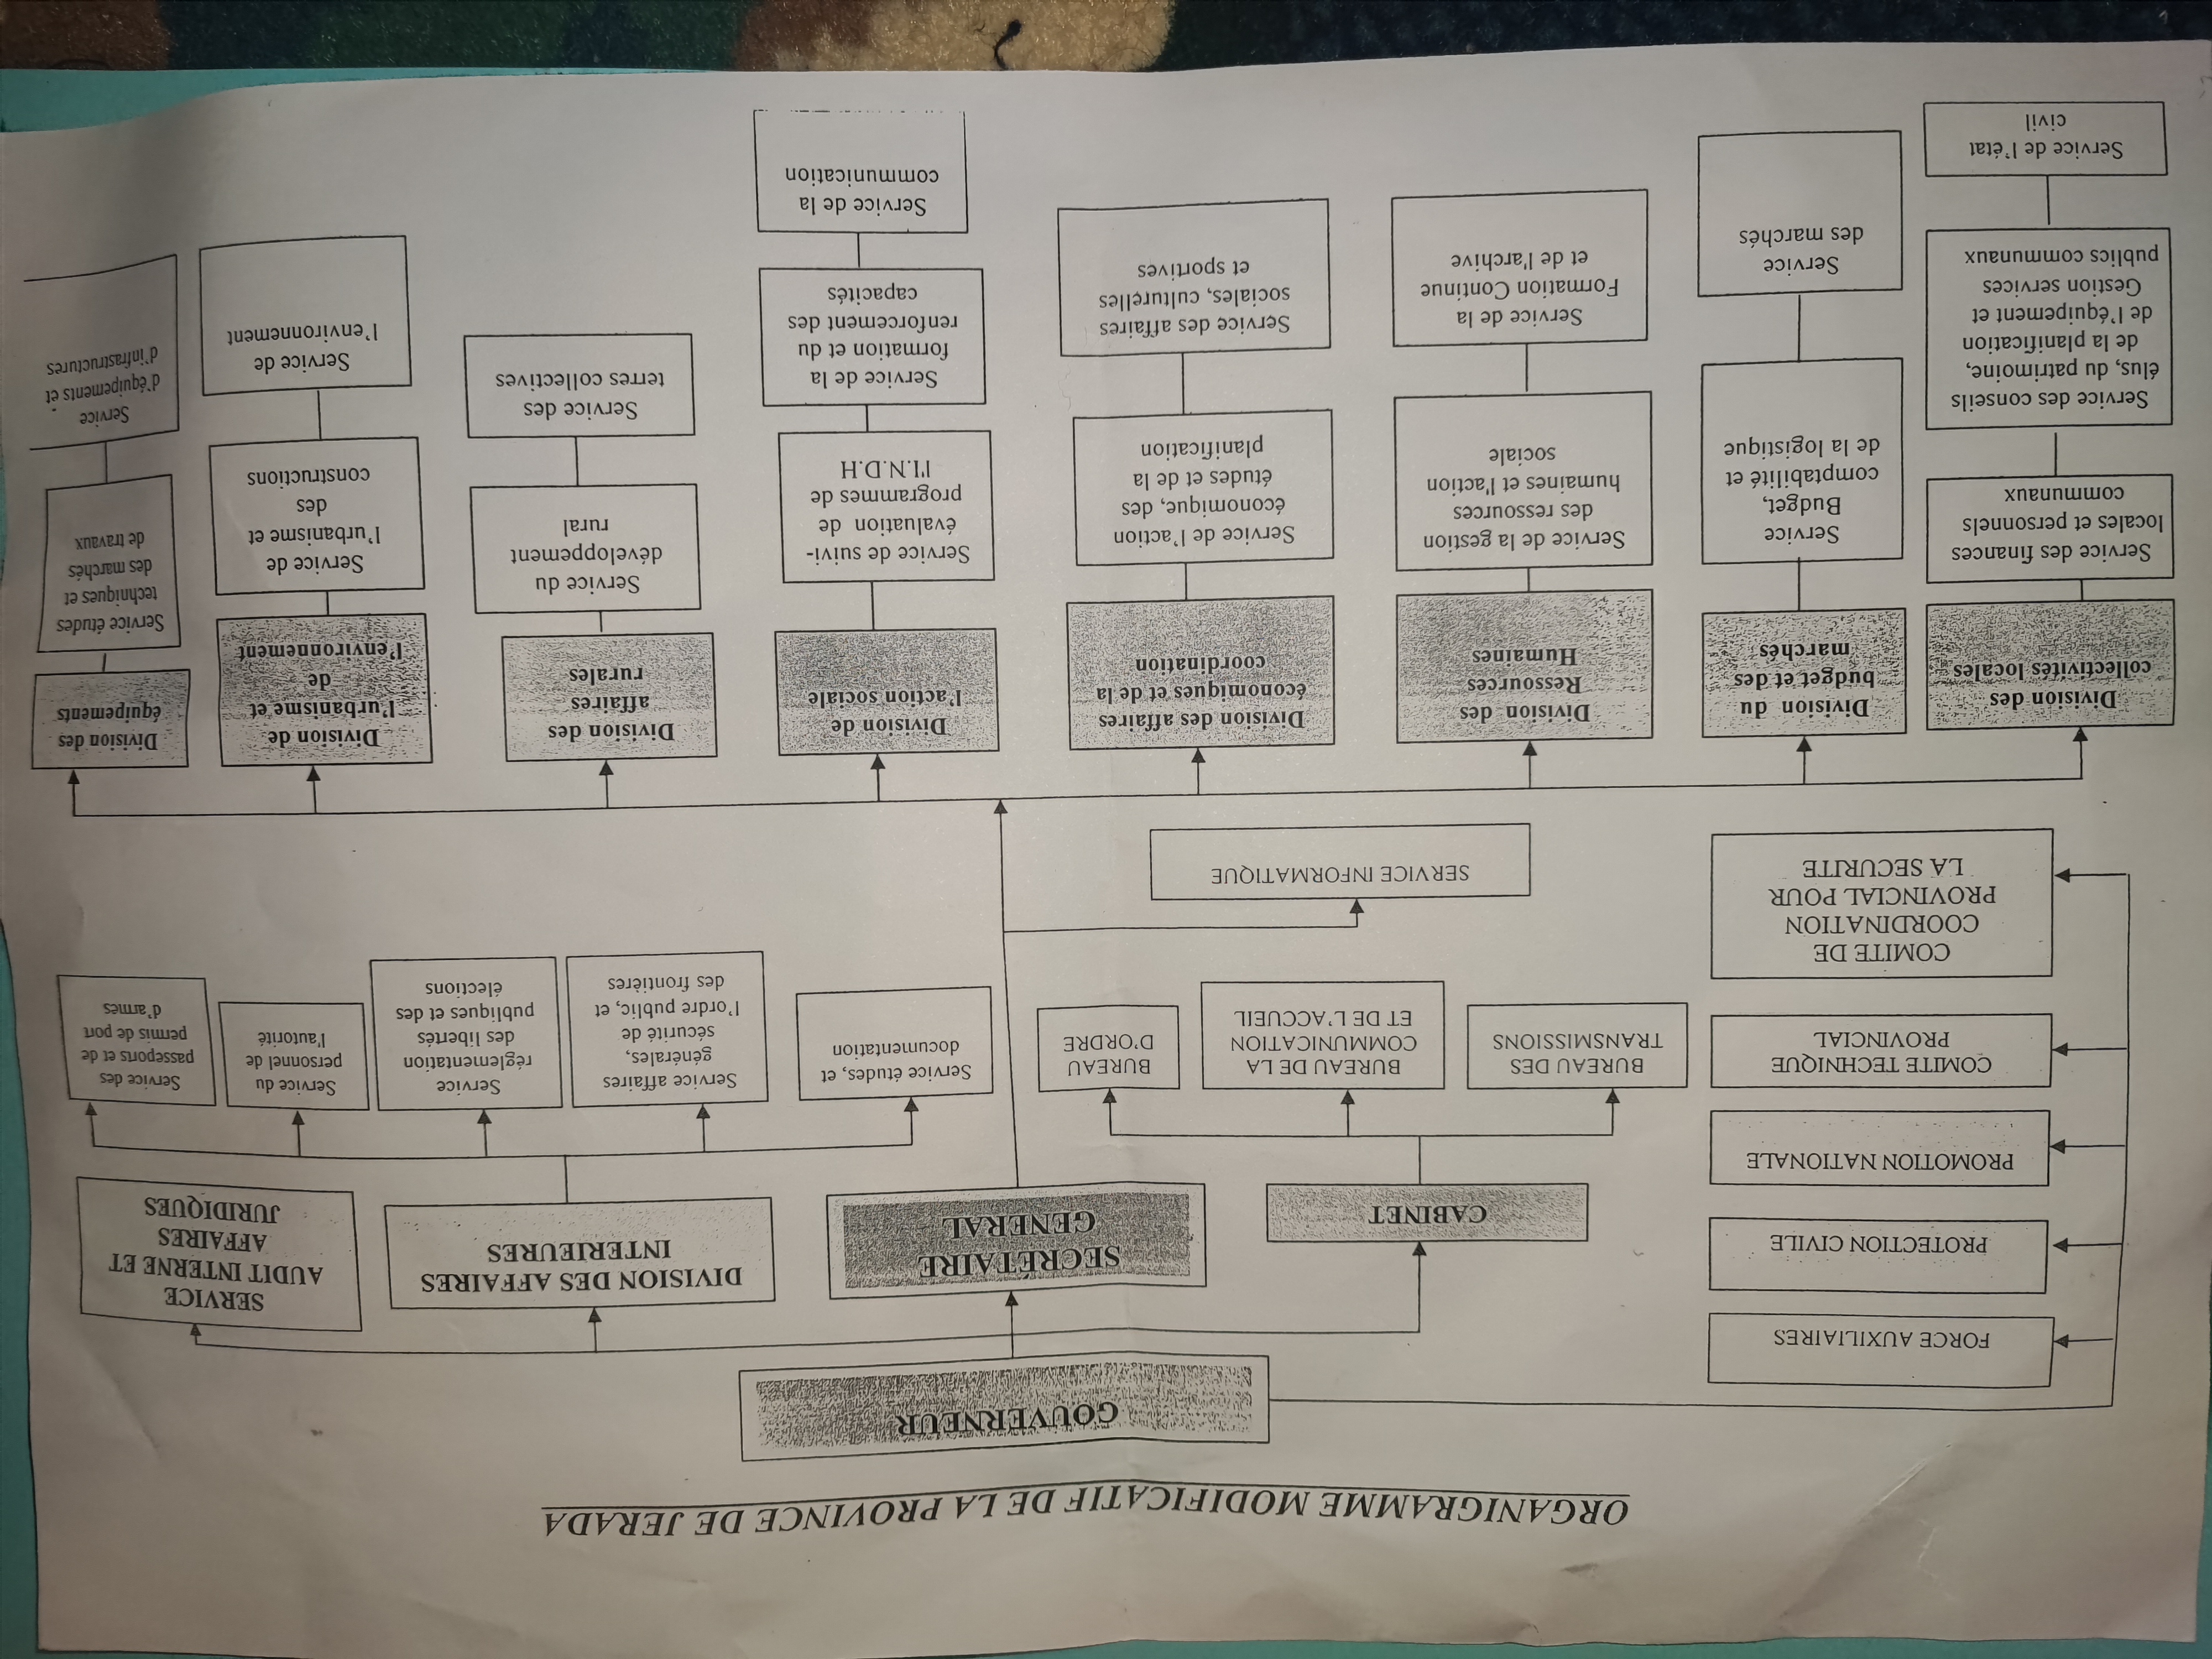 ORGANIGRAMME MODIFICATIF DE LA PROVINCE DE JERADA
GOUVERNEUR
FORCE AUXILIAIRES
PROTECTION CIVILE
PROMOTION NATIONALE
COMITE TECHNIQUE
PROVINCIAL
COMITE DE
COORDINATION
PROVINCIAL POUR
LA SECURITE
CABINET
SECRETAIRE
GENERAL
DIVISION DES AFFAIRES
INTERIEURES
SERVICE
AUDIT INTERNE ET
AFFAIRES
JURIDIQUES
BUREAU DES
TRANSMISSIONS
BUREAU DE LA
COMMUNICATION
ET DE L'ACCUEIL
BUREAU
D'ORDRE
Service études, et
documentation
Service affaires
générales,
sécurité de
l'ordre public, et
des frontières
Service
réglementation
des libertés
publiques et des
élections
Service du
personnel de
l'autorité
Service des
passeports et de
permis de port
d'armes
SERVICE INFORMATIQUE
Division des
collectivités locales
Service des finances
locales et personnels
communaux
Service des conseils
élus, du patrimoine,
de la planification
de l'équipement et
Gestion services
publics communaux
Service de l'état
civil
Division du
budget et des
marchés
Service
Budget,
comptabilité et
de la logistique
Service
des marchés
Division des
Ressources
Humaines
Service de la gestion
des ressources
humaines et l'action
sociale
Service de la
Formation Continue
et de l'archive
Division des affaires
économiques et de la
coordination
Service de l'action
économique, des
études et de la
planification
Service des affaires
sociales, culturelles
et sportives
Division de
l'action sociale
Service de suivi-
évaluation de
programmes de
l'I.N.D.H
Service de la
formation et du
renforcement des
capacités
Service de la
communication
Division des
affaires
rurales
Service du
développement
rural
Service des
terres collectives
Division de
l'urbanisme et
de
l'environnement
Service de
l'urbanisme et
des
constructions
Service de
l'environnement
Division des
équipements
Service études
techniques et
des marchés
de travaux
Service
d'équipements et
d'infrastructures